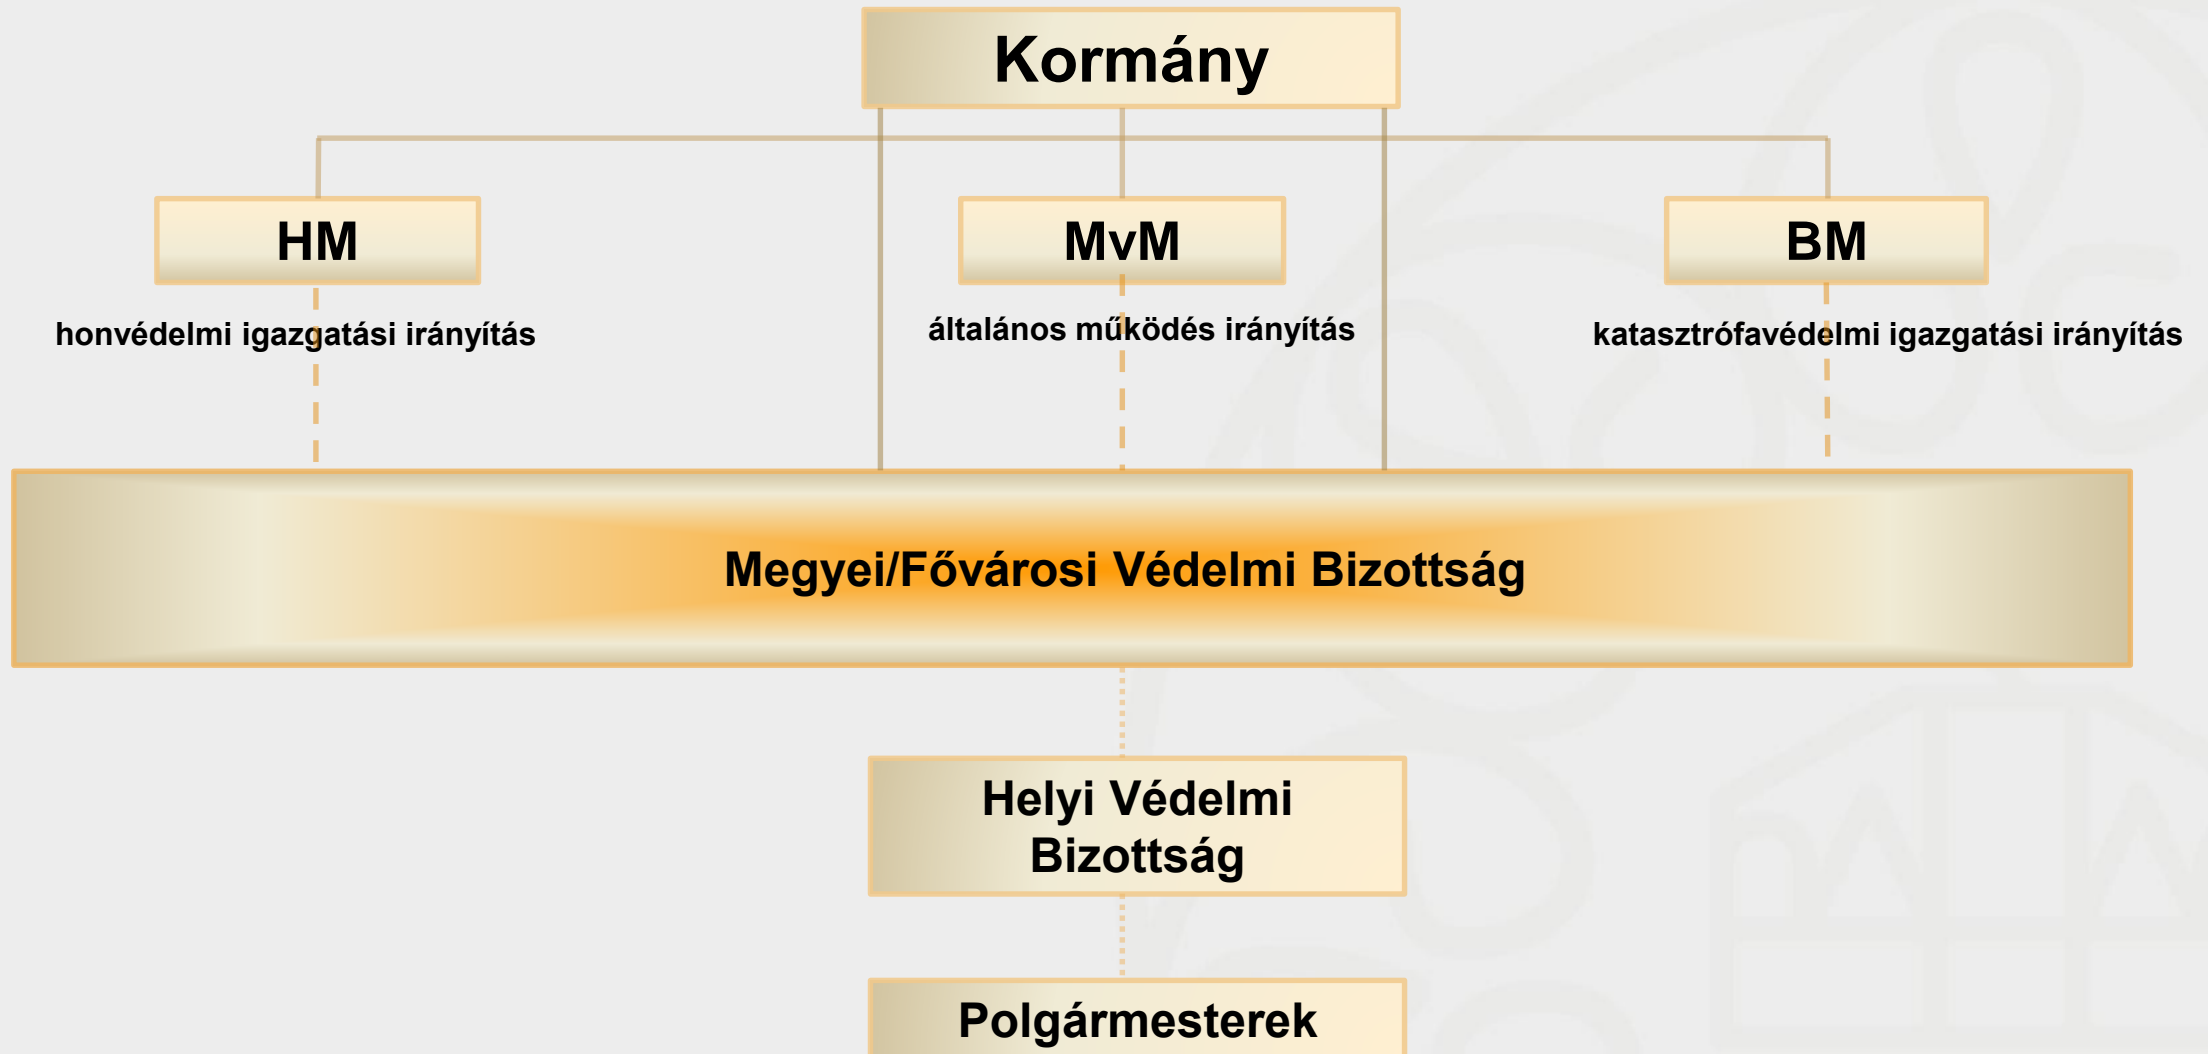 Kormány
HM
MvM
BM
honvédelmi igazgatási irányítás
általános működés irányítás
katasztrófavédelmi igazgatási irányítás
Megyei/Fővárosi Védelmi Bizottság
Helyi Védelmi
Bizottság
Polgármesterek